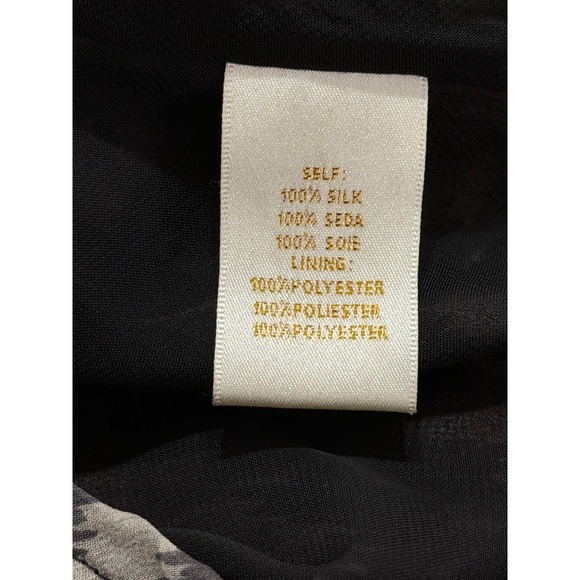 SELF:
100% SILK
100% SEDA
100% SOIE
LINING:
100%POLYESTER
100%POLIESTER
100%POLYESTER